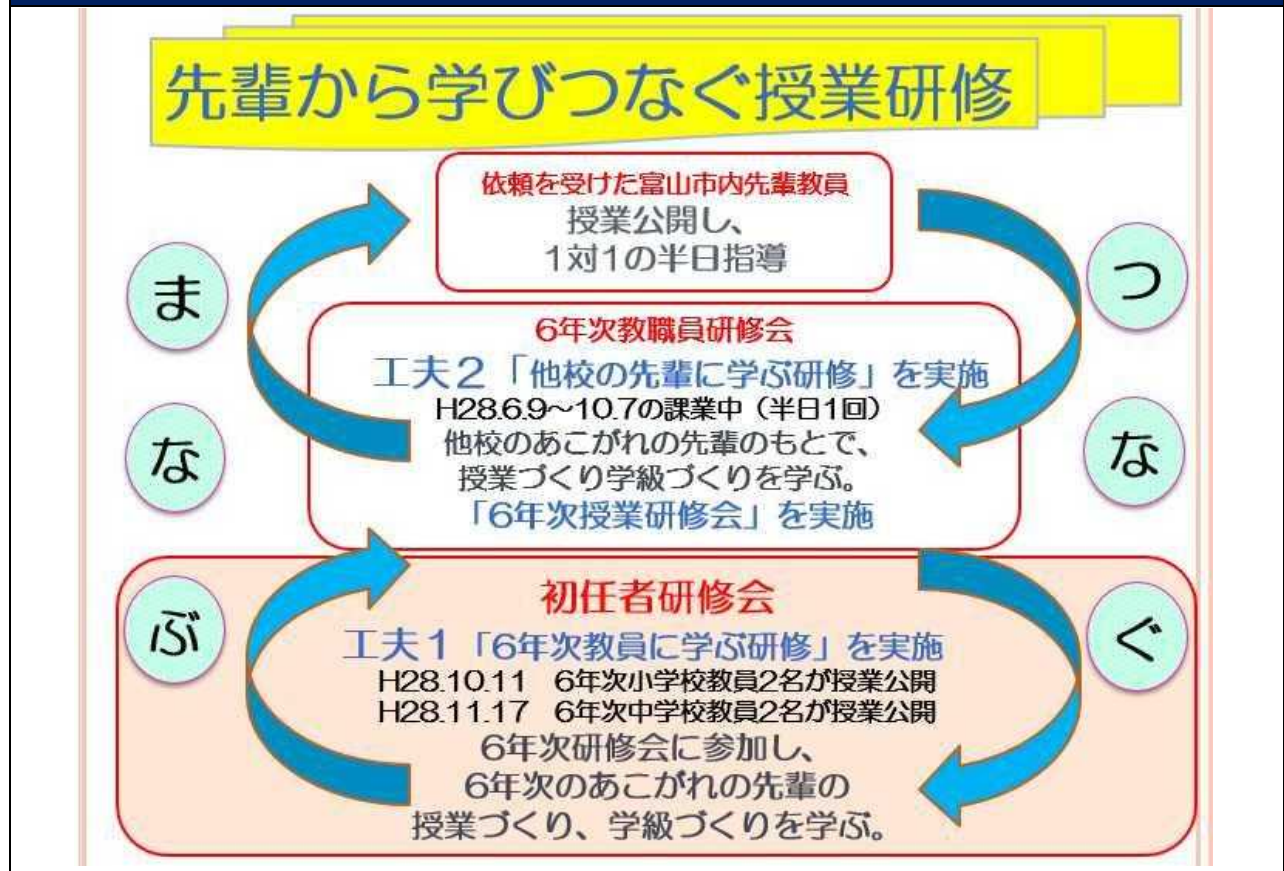 先輩から学びつなぐ授業研修
依頼を受けた富山市内先輩教員
授業公開し、
1対1の半日指導
ま
な
ぶ
つ
な
ぐ
6年次教職員研修会
工夫2「他校の先輩に学ぶ研修」を実施
H28.6.9~10.7の課業中（半日1回）
他校のあこがれの先輩のもとで、
授業づくり学級づくりを学ぶ。
「6年次授業研修会」を実施
初任者研修会
工夫1「6年次教員に学ぶ研修」を実施
H28.10.11 6年次小学校教員2名が授業公開
H28.11.17 6年次中学校教員2名が授業公開
6年次研修会に参加し、
6年次のあこがれの先輩の
授業づくり、学級づくりを学ぶ。